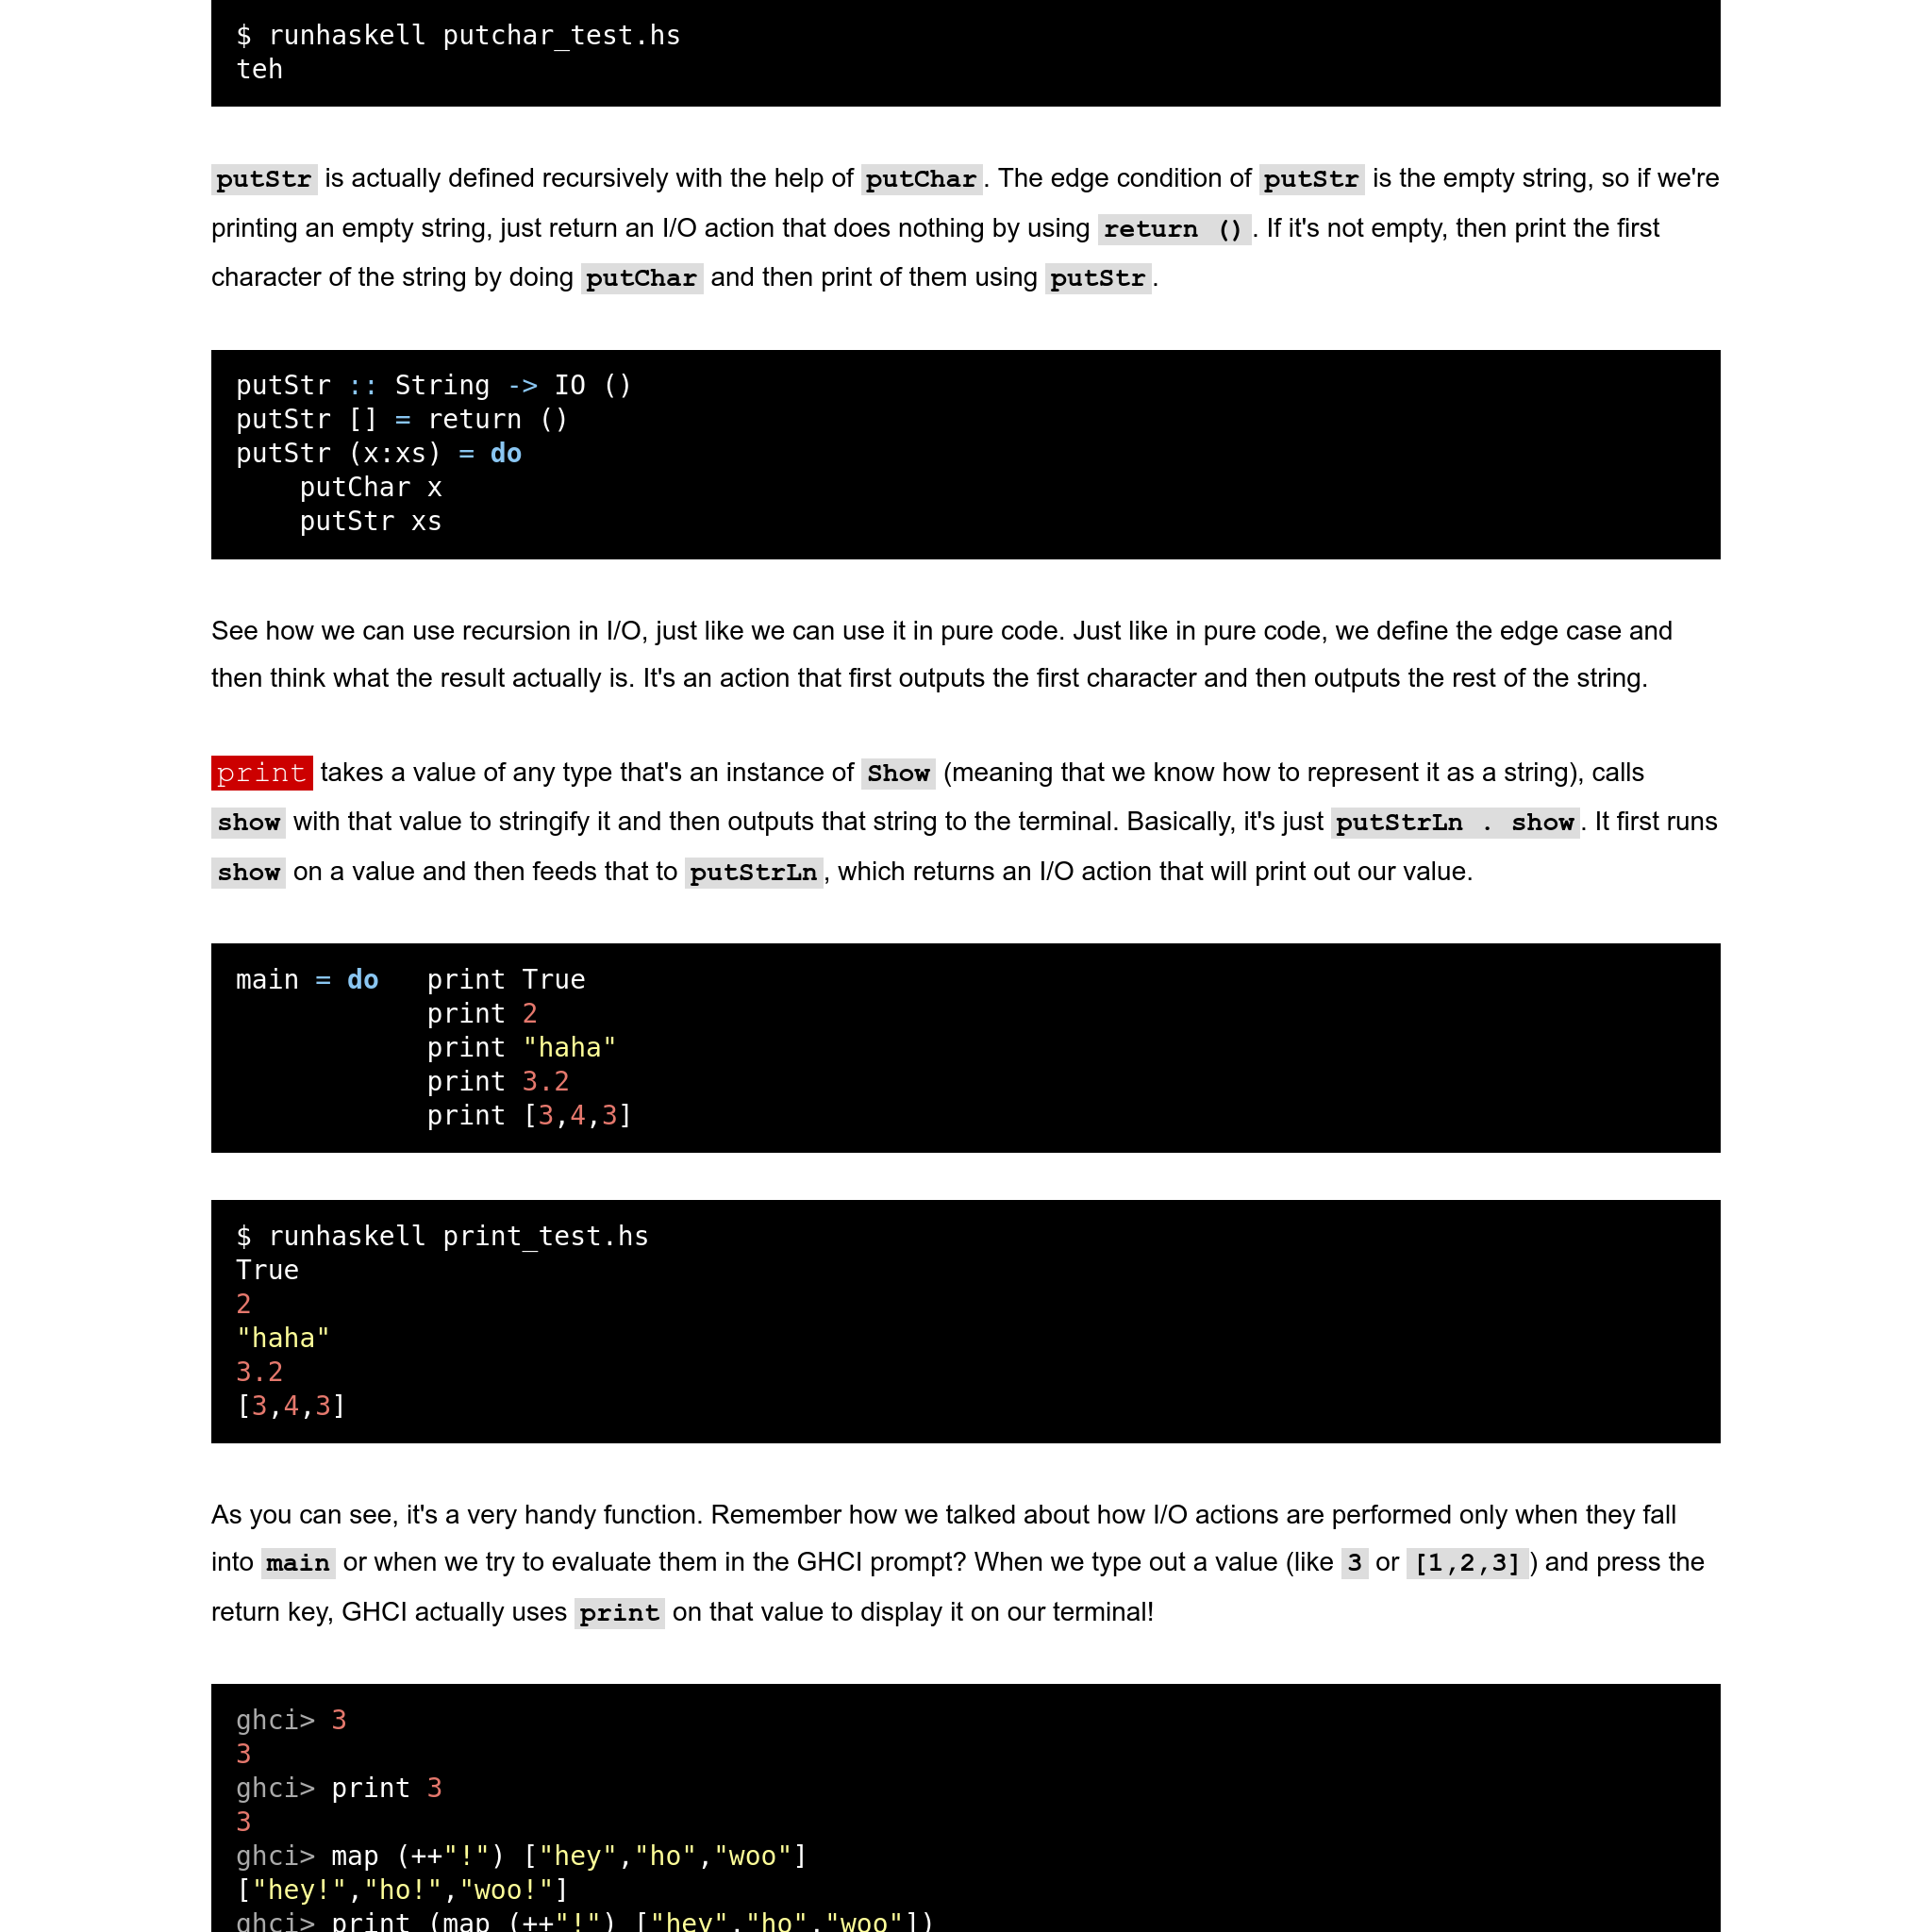 $ runhaskell putchar_test.hs
teh
putStr is actually defined recursively with the help of putChar. The edge condition of putStr is the empty string, so if we're
printing an empty string, just return an I/O action that does nothing by using return (). If it's not empty, then print the first
character of the string by doing putChar and then print of them using putStr.
putStr :: String -> IO ()
putStr [] = return ()
putStr (x:xs) = do
    putChar x
    putStr xs
See how we can use recursion in I/O, just like we can use it in pure code. Just like in pure code, we define the edge case and
then think what the result actually is. It's an action that first outputs the first character and then outputs the rest of the string.
print takes a value of any type that's an instance of Show (meaning that we know how to represent it as a string), calls
show with that value to stringify it and then outputs that string to the terminal. Basically, it's just putStrLn . show. It first runs
show on a value and then feeds that to putStrLn, which returns an I/O action that will print out our value.
main = do   print True
            print 2
            print "haha"
            print 3.2
            print [3,4,3]
$ runhaskell print_test.hs
True
2
"haha"
3.2
[3,4,3]
As you can see, it's a very handy function. Remember how we talked about how I/O actions are performed only when they fall
into main or when we try to evaluate them in the GHCI prompt? When we type out a value (like 3 or [1,2,3]) and press the
return key, GHCI actually uses print on that value to display it on our terminal!
ghci> 3
3
ghci> print 3
3
ghci> map (++"!") ["hey","ho","woo"]
["hey!","ho!","woo!"]
ghci> print (map (++"!") ["hey","ho","woo"])